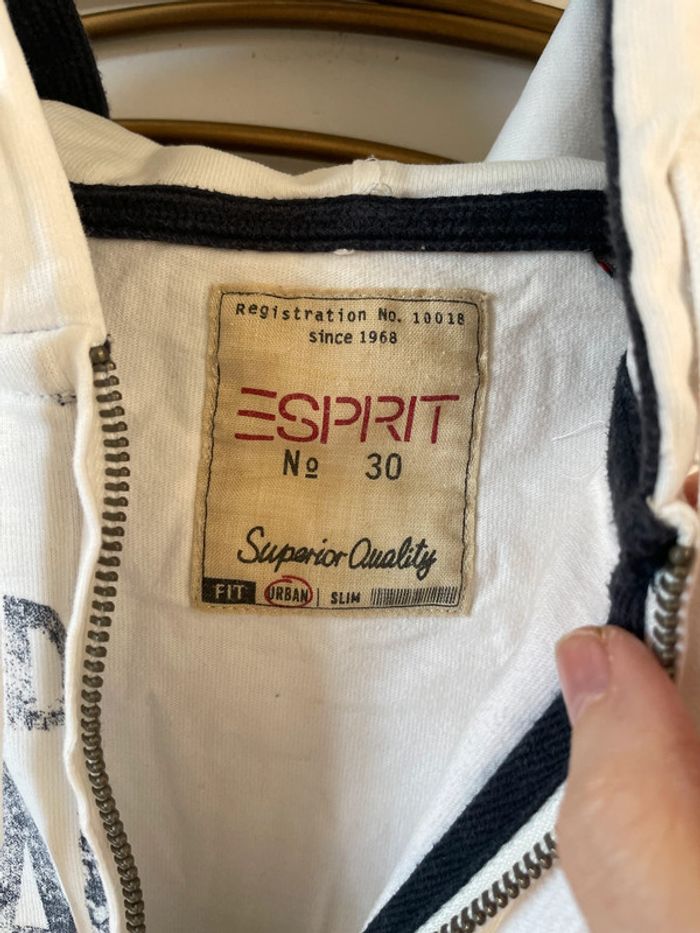 Registration No. 10018
since 1968
ESPRIT
No 30
Superior Quality
FIT URBAN | SLIM